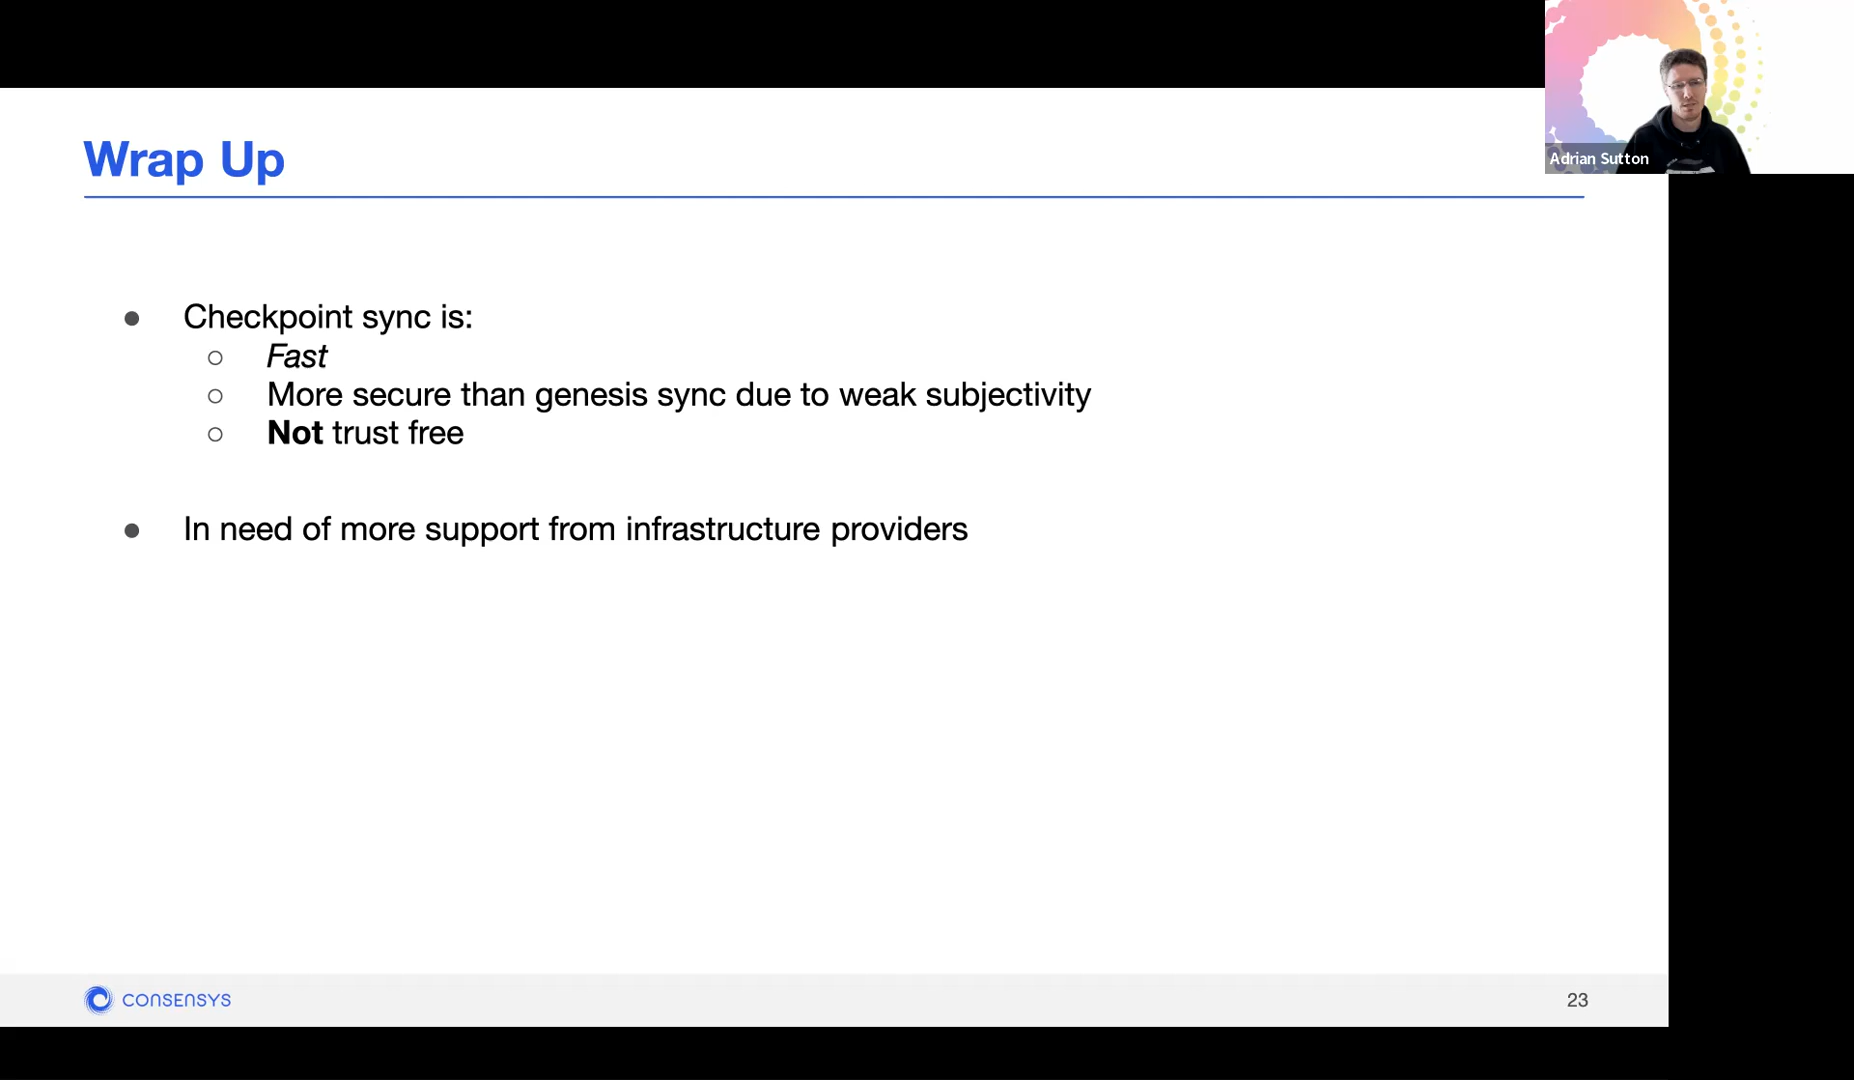 Adrian Sutton
Wrap Up
● Checkpoint sync is:
○ Fast
○ More secure than genesis sync due to weak subjectivity
○ Not trust free
● In need of more support from infrastructure providers
CONSENSYS
23